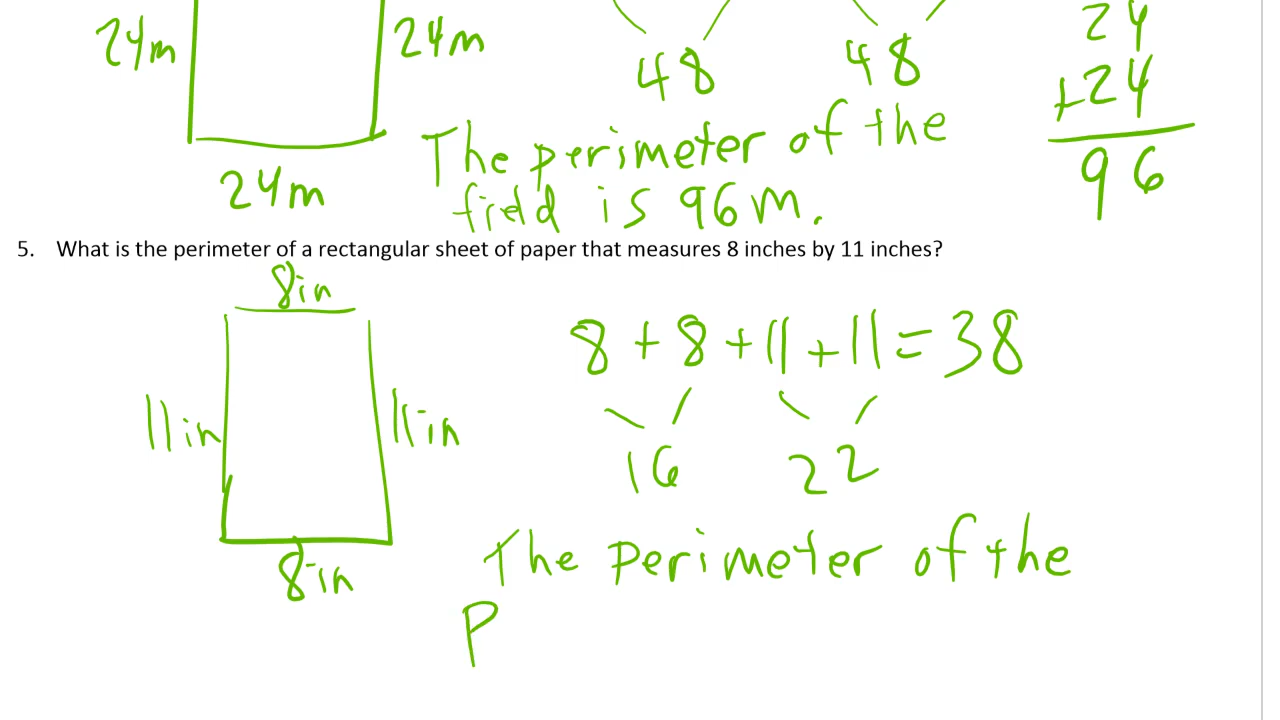 24m
24m
48
48
24
+24
96
24m
The perimeter of the
field is 96m.
5. What is the perimeter of a rectangular sheet of paper that measures 8 inches by 11 inches?
8in
8 + 8 + 11 + 11 = 38
11in
11in
16
22
8in
The perimeter of the
P